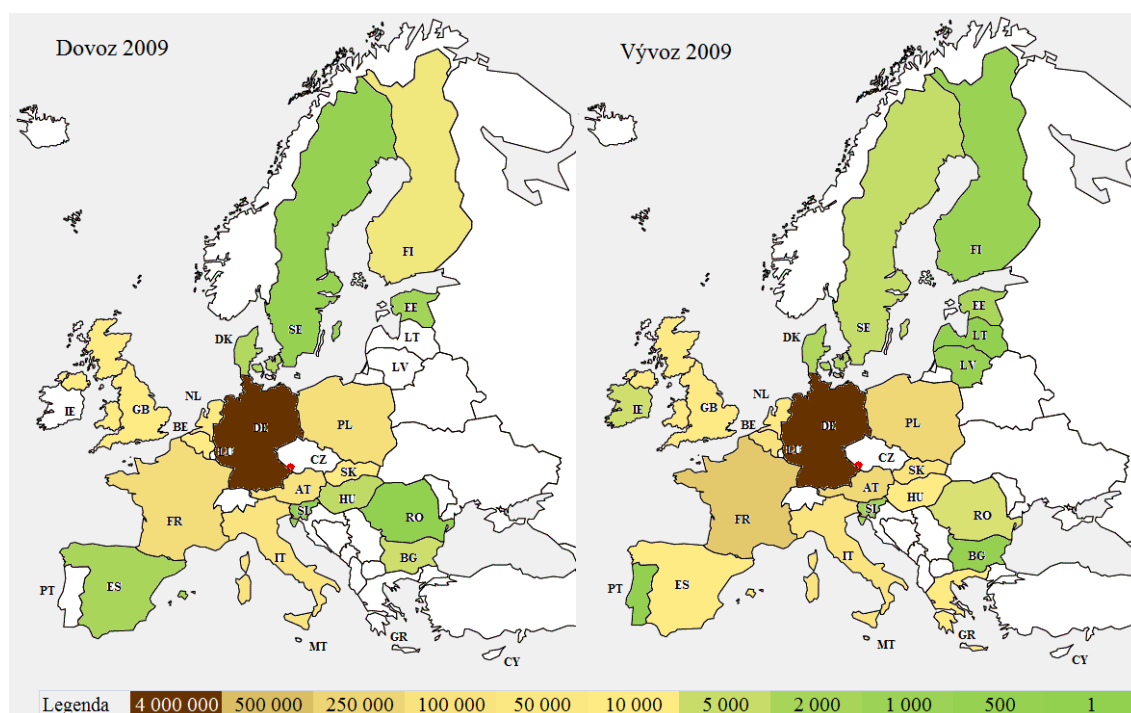 Dovoz 2009
FI
SE
EE
DK
LT
LV
NL
IE
GB
BE
DE
PL
LU
CZ
SK
AT
HU
SI
FR
RO
IT
BG
PT
ES
MT
GR
CY
Vývoz 2009
FI
EE
SE
DK
LT
LV
IE
NL
GB
BE
DE
PL
LU
CZ
SK
AT
HU
SI
FR
RO
IT
BG
PT
ES
GR
MT
CY
Legenda 4 000 000 500 000 250 000 100 000 50 000 10 000 5 000 2 000 1 000 500 1